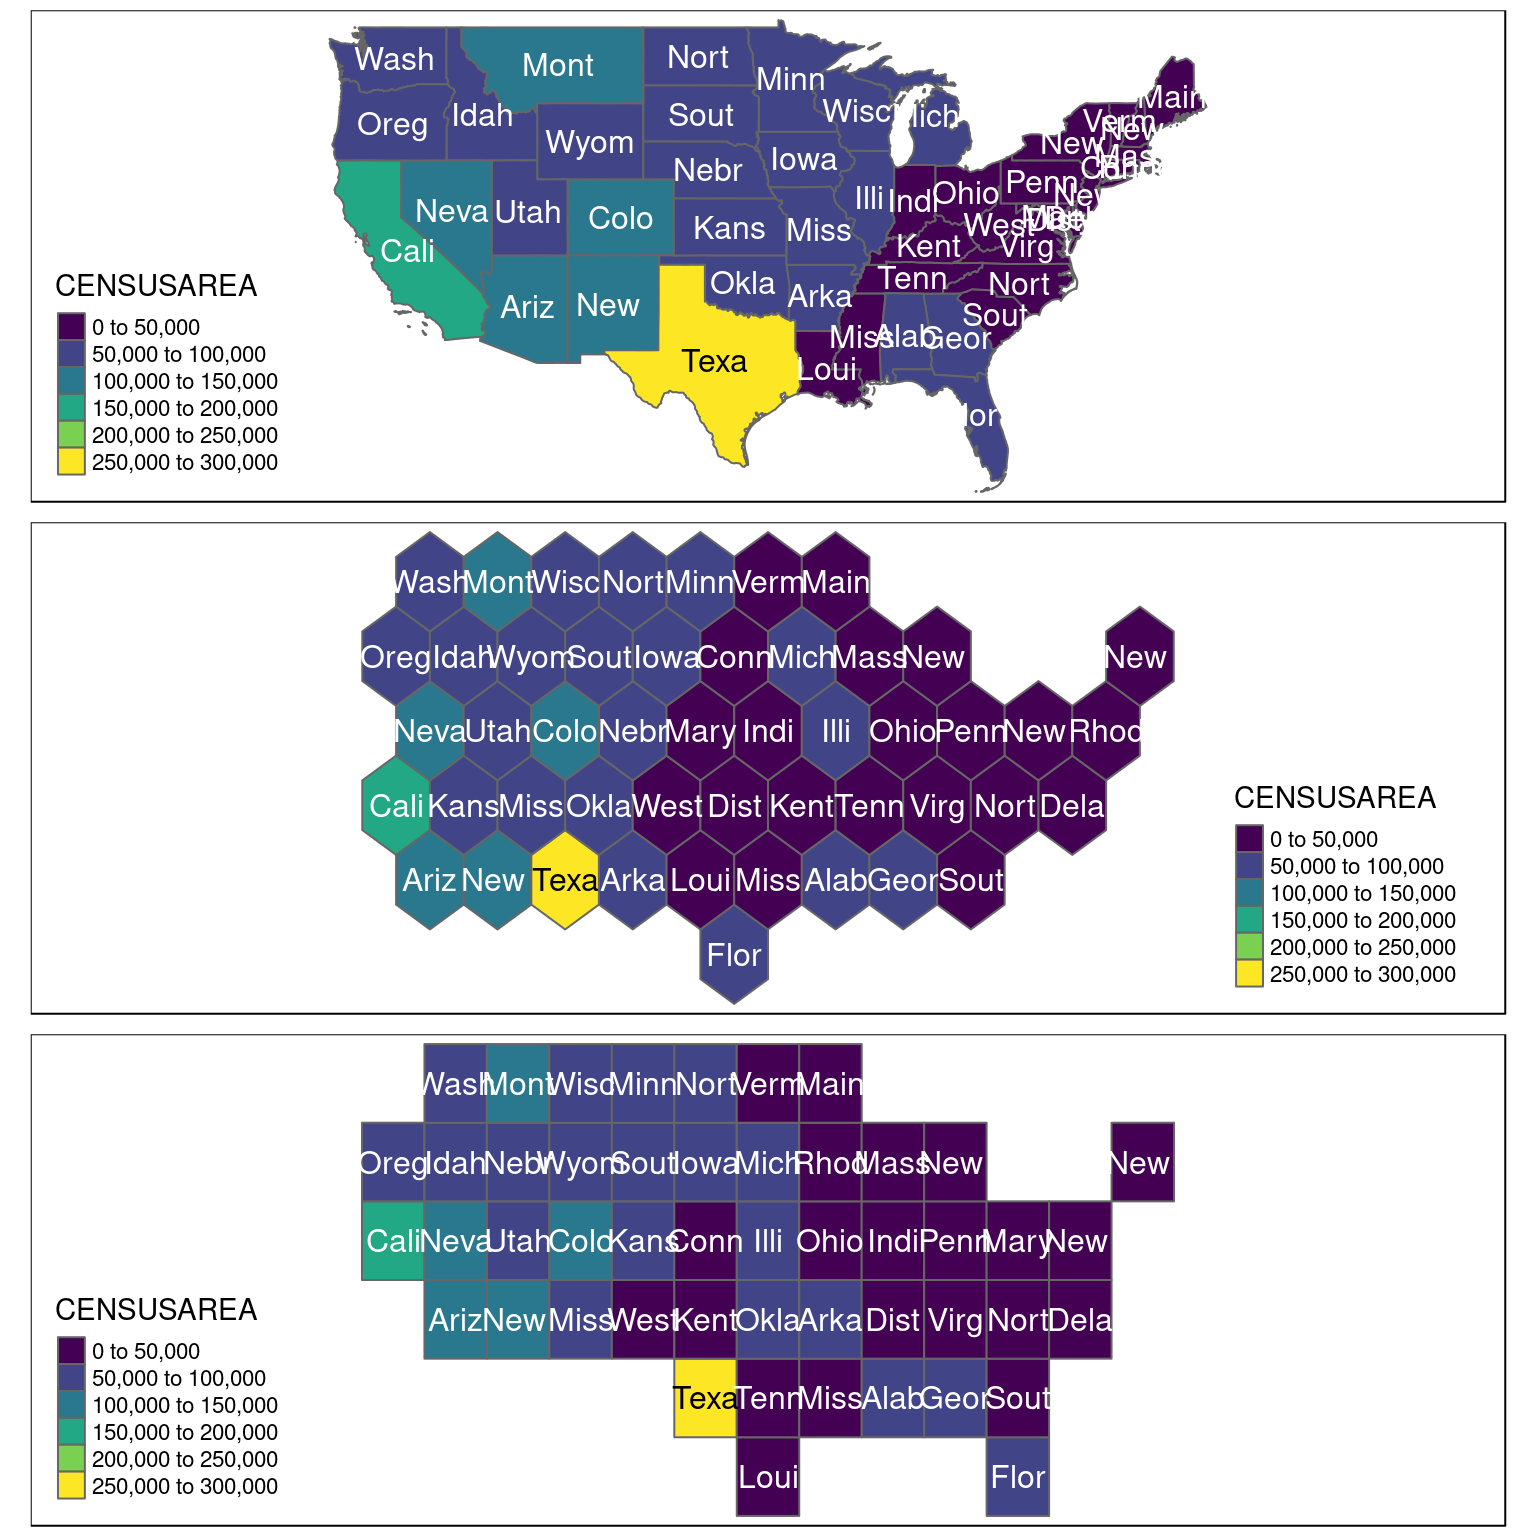 Wash
Mont
Nort
Minn
Main
Oreg
Idah
Wyom
Sout
Wisc
Mich
Verm
New
New
Mas
Nebr
Iowa
Penn
Neva
Utah
Colo
Illi
Indi
Ohio
New
West
Cali
Kans
Miss
Kent
Virg
Ariz
New
Okla
Arka
Tenn
Nort
Sout
Texa
Miss
Alab
Geor
Loui
CENSUSAREA
0 to 50,000
50,000 to 100,000
100,000 to 150,000
150,000 to 200,000
200,000 to 250,000
250,000 to 300,000
Wash Mont Wisc Nort Minn Verm Main
Oreg Idah Wyom Sout Iowa Conn Mich Mass New New
Neva Utah Colo Nebr Mary Indi Illi Ohio Penn New Rhod
Cali Kans Miss Okla West Dist Kent Tenn Virg Nort Dela
Ariz New Texa Arka Loui Miss Alab Geor Sout
Flor
CENSUSAREA
0 to 50,000
50,000 to 100,000
100,000 to 150,000
150,000 to 200,000
200,000 to 250,000
250,000 to 300,000
Wash Mont Wisc Minn Nort Verm Main
Oreg Idah Nebr Wyom Sout Iowa Mich Rhod Mass New New
Cali Neva Utah Colo Kans Conn Illi Ohio Indi Penn Mary New
Ariz New Miss West Kent Okla Arka Dist Virg Nort Dela
Texa Tenn Miss Alab Geor Sout
Loui Flor
CENSUSAREA
0 to 50,000
50,000 to 100,000
100,000 to 150,000
150,000 to 200,000
200,000 to 250,000
250,000 to 300,000